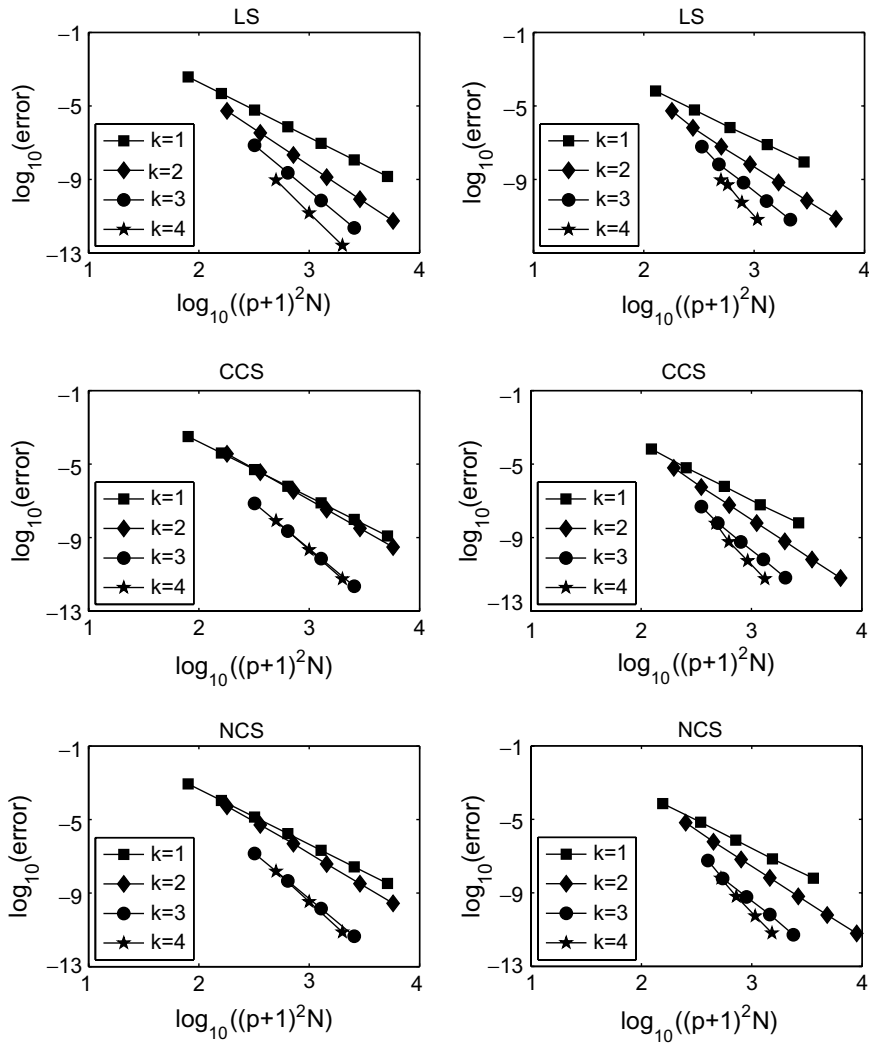 LS
−1
−5
−9
−13
log10(error)
k=1
k=2
k=3
k=4
1 2 3 4
log10((p+1)2N)
LS
−1
−5
−9
−13
log10(error)
k=1
k=2
k=3
k=4
1 2 3 4
log10((p+1)2N)
CCS
−1
−5
−9
−13
log10(error)
k=1
k=2
k=3
k=4
1 2 3 4
log10((p+1)2N)
CCS
−1
−5
−9
−13
log10(error)
k=1
k=2
k=3
k=4
1 2 3 4
log10((p+1)2N)
NCS
−1
−5
−9
−13
log10(error)
k=1
k=2
k=3
k=4
1 2 3 4
log10((p+1)2N)
NCS
−1
−5
−9
−13
log10(error)
k=1
k=2
k=3
k=4
1 2 3 4
log10((p+1)2N)